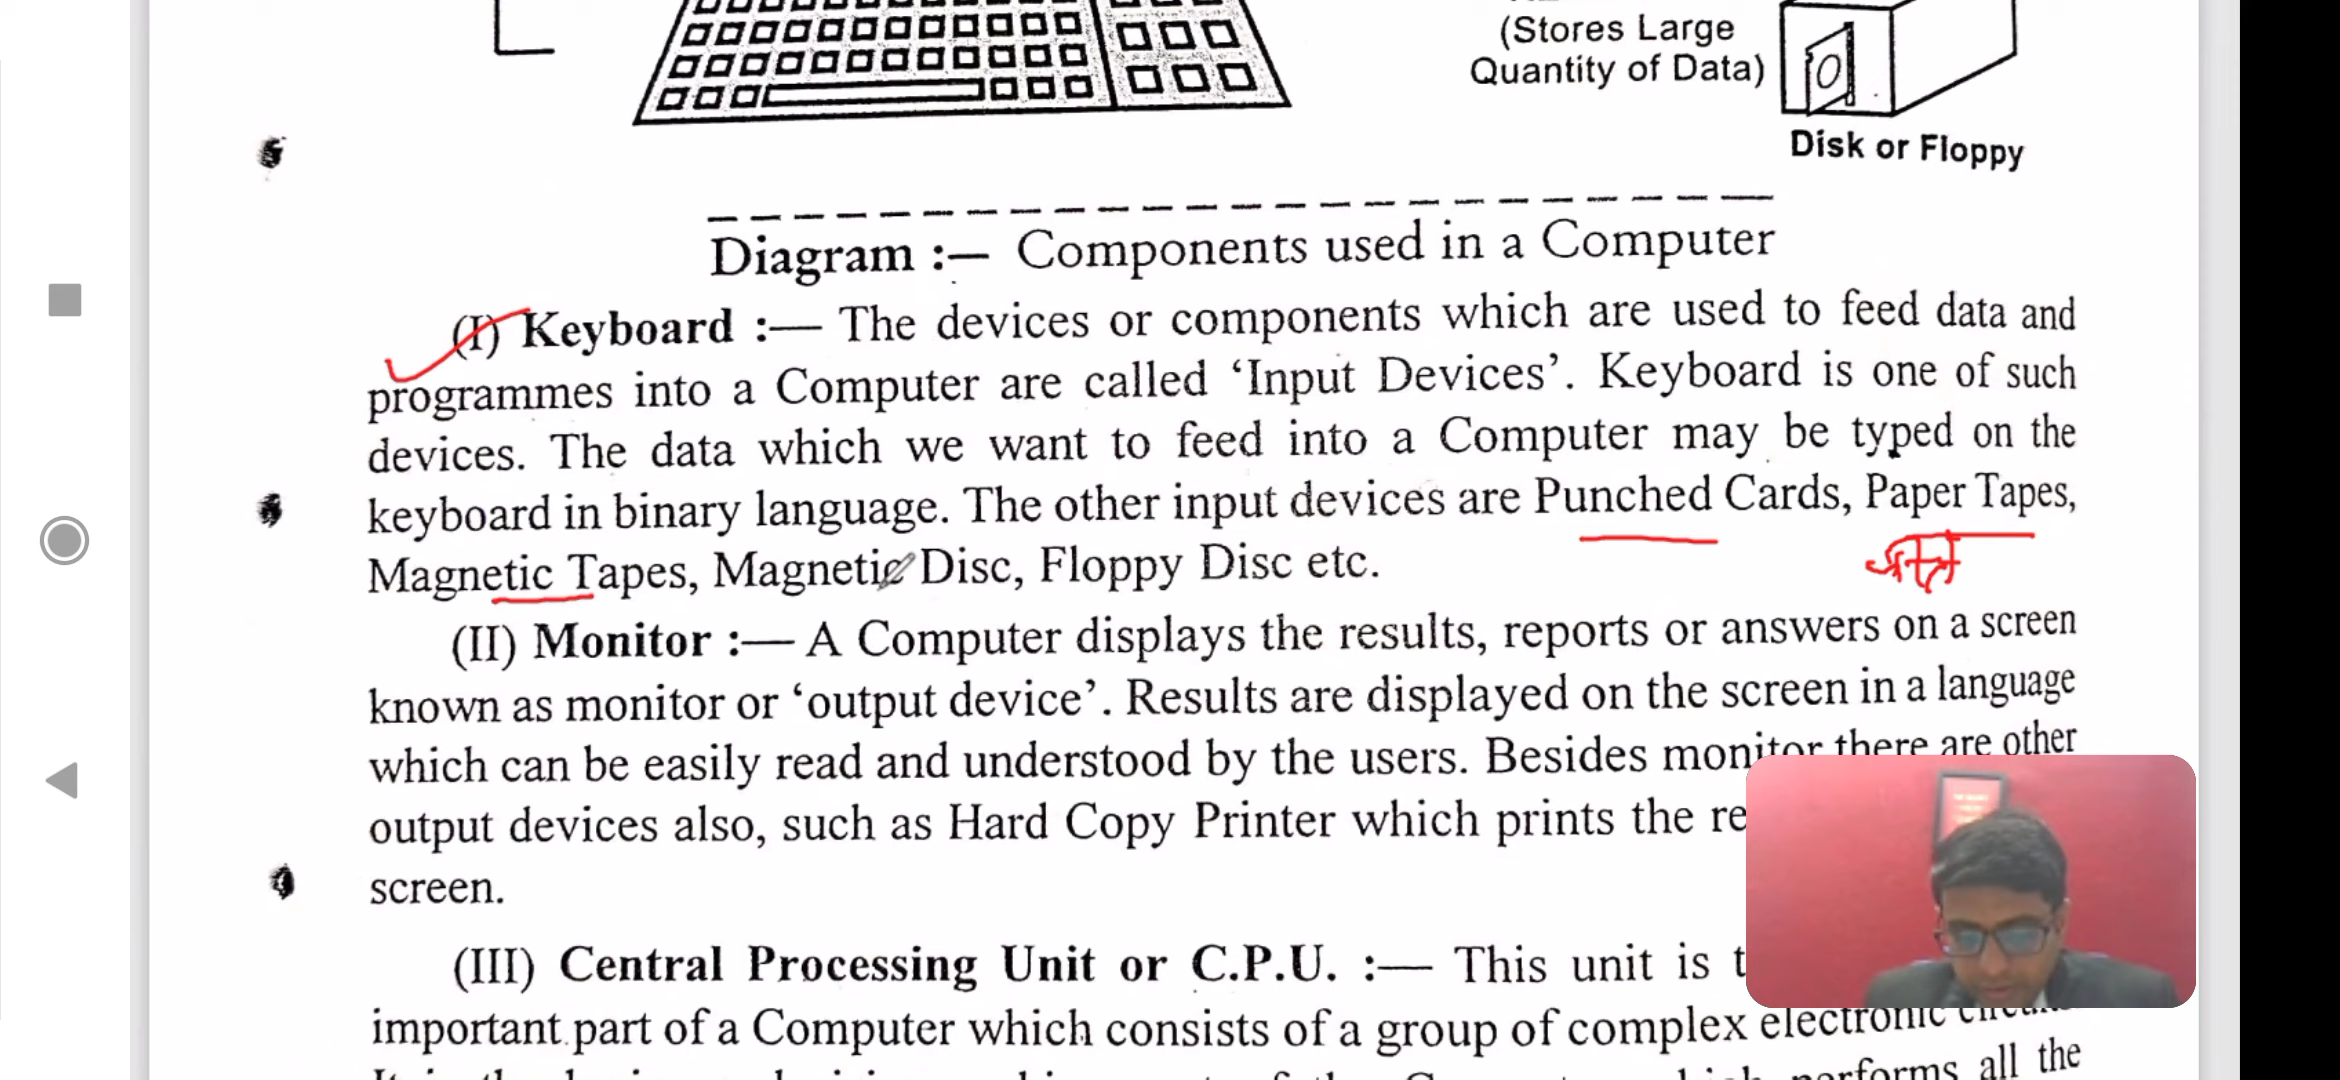 (Stores Large
Quantity of Data)
Disk or Floppy
Diagram :— Components used in a Computer
(I) Keyboard :— The devices or components which are used to feed data and
programmes into a Computer are called ‘Input Devices’. Keyboard is one of such
devices. The data which we want to feed into a Computer may be typed on the
keyboard in binary language. The other input devices are Punched Cards, Paper Tapes,
Magnetic Tapes, Magnetic Disc, Floppy Disc etc.
(II) Monitor :— A Computer displays the results, reports or answers on a screen
known as monitor or ‘output device’. Results are displayed on the screen in a language
which can be easily read and understood by the users. Besides monitor there are other
output devices also, such as Hard Copy Printer which prints the
screen.
(III) Central Processing Unit or C.P.U. :— This unit is
important part of a Computer which consists of a group of complex electronic
performs all the